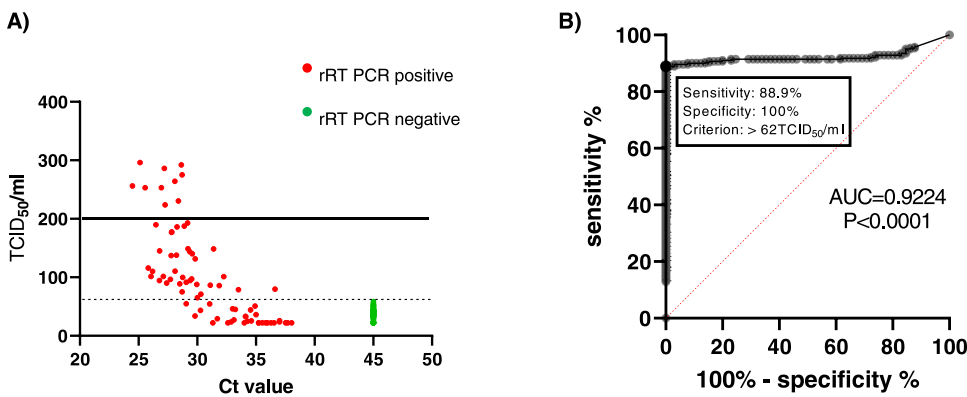 A)
rRT PCR positive
rRT PCR negative
400
300
200
100
0
TCID50/ml
20 25 30 35 40 45 50
Ct value
B)
100
80
60
40
20
0
sensitivity %
Sensitivity: 88.9%
Specificity: 100%
Criterion: > 62TCID50/ml
AUC=0.9224
P<0.0001
0 20 40 60 80 100
100% - specificity %